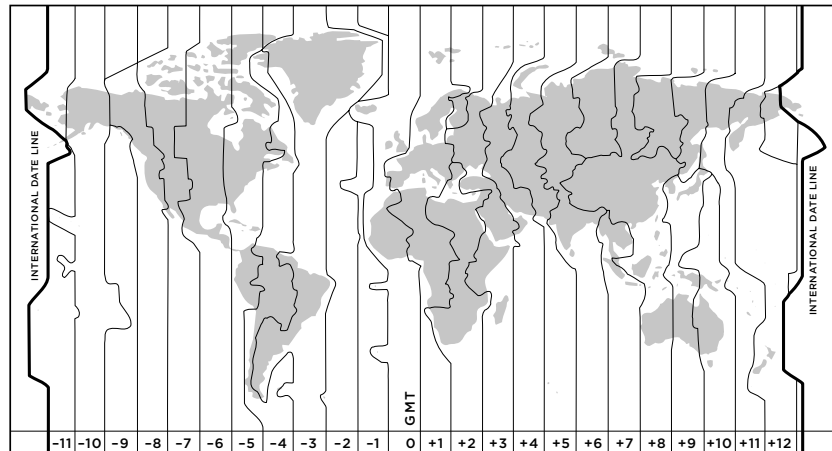 INTERNATIONAL DATE LINE
INTERNATIONAL DATE LINE
GMT
−11 −10 −9 −8 −7 −6 −5 −4 −3 −2 −1 0 +1 +2 +3 +4 +5 +6 +7 +8 +9 +10 +11 +12